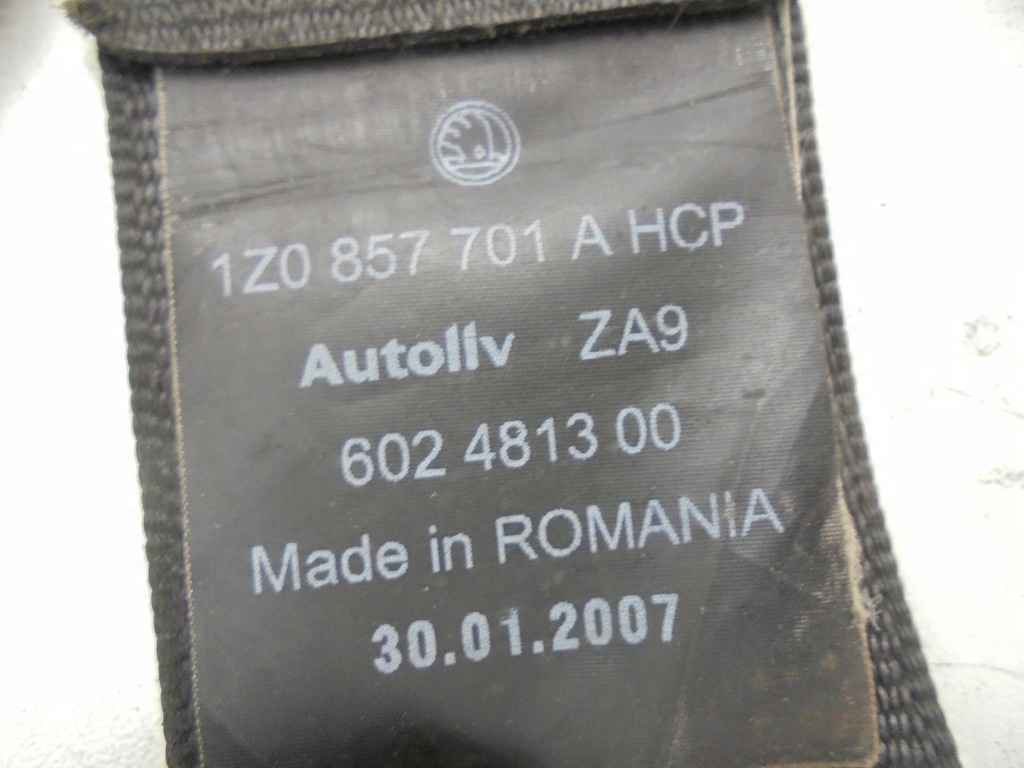 1Z0 857 701 A HCP
Autoliv ZA9
602 4813 00
Made in ROMANIA
30.01.2007